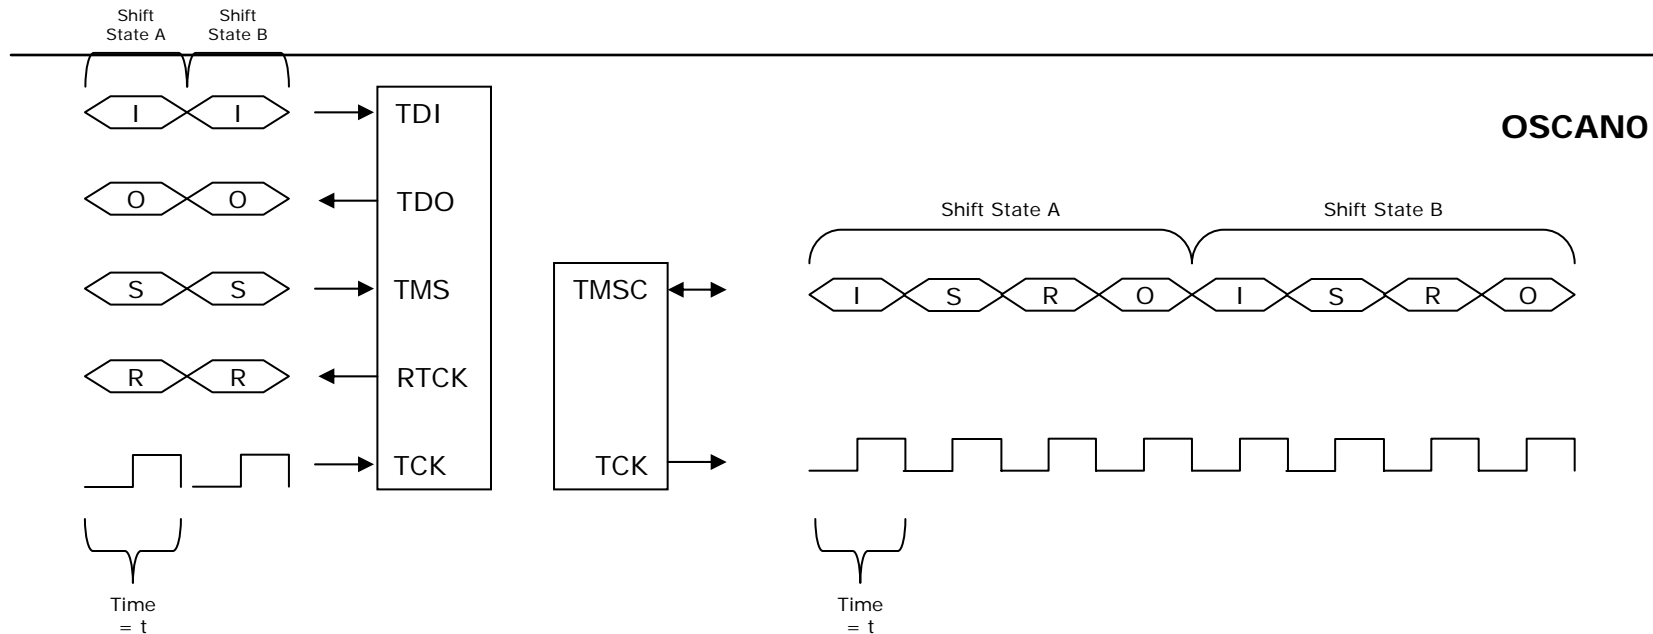 Shift
State A
Shift
State B
OSCAN0
I I
TDI
O O
TDO
S S
TMS
R R
RTCK
TCK
TMSC
TCK
Shift State A
Shift State B
I S R O I S R O
Time
= t
Time
= t